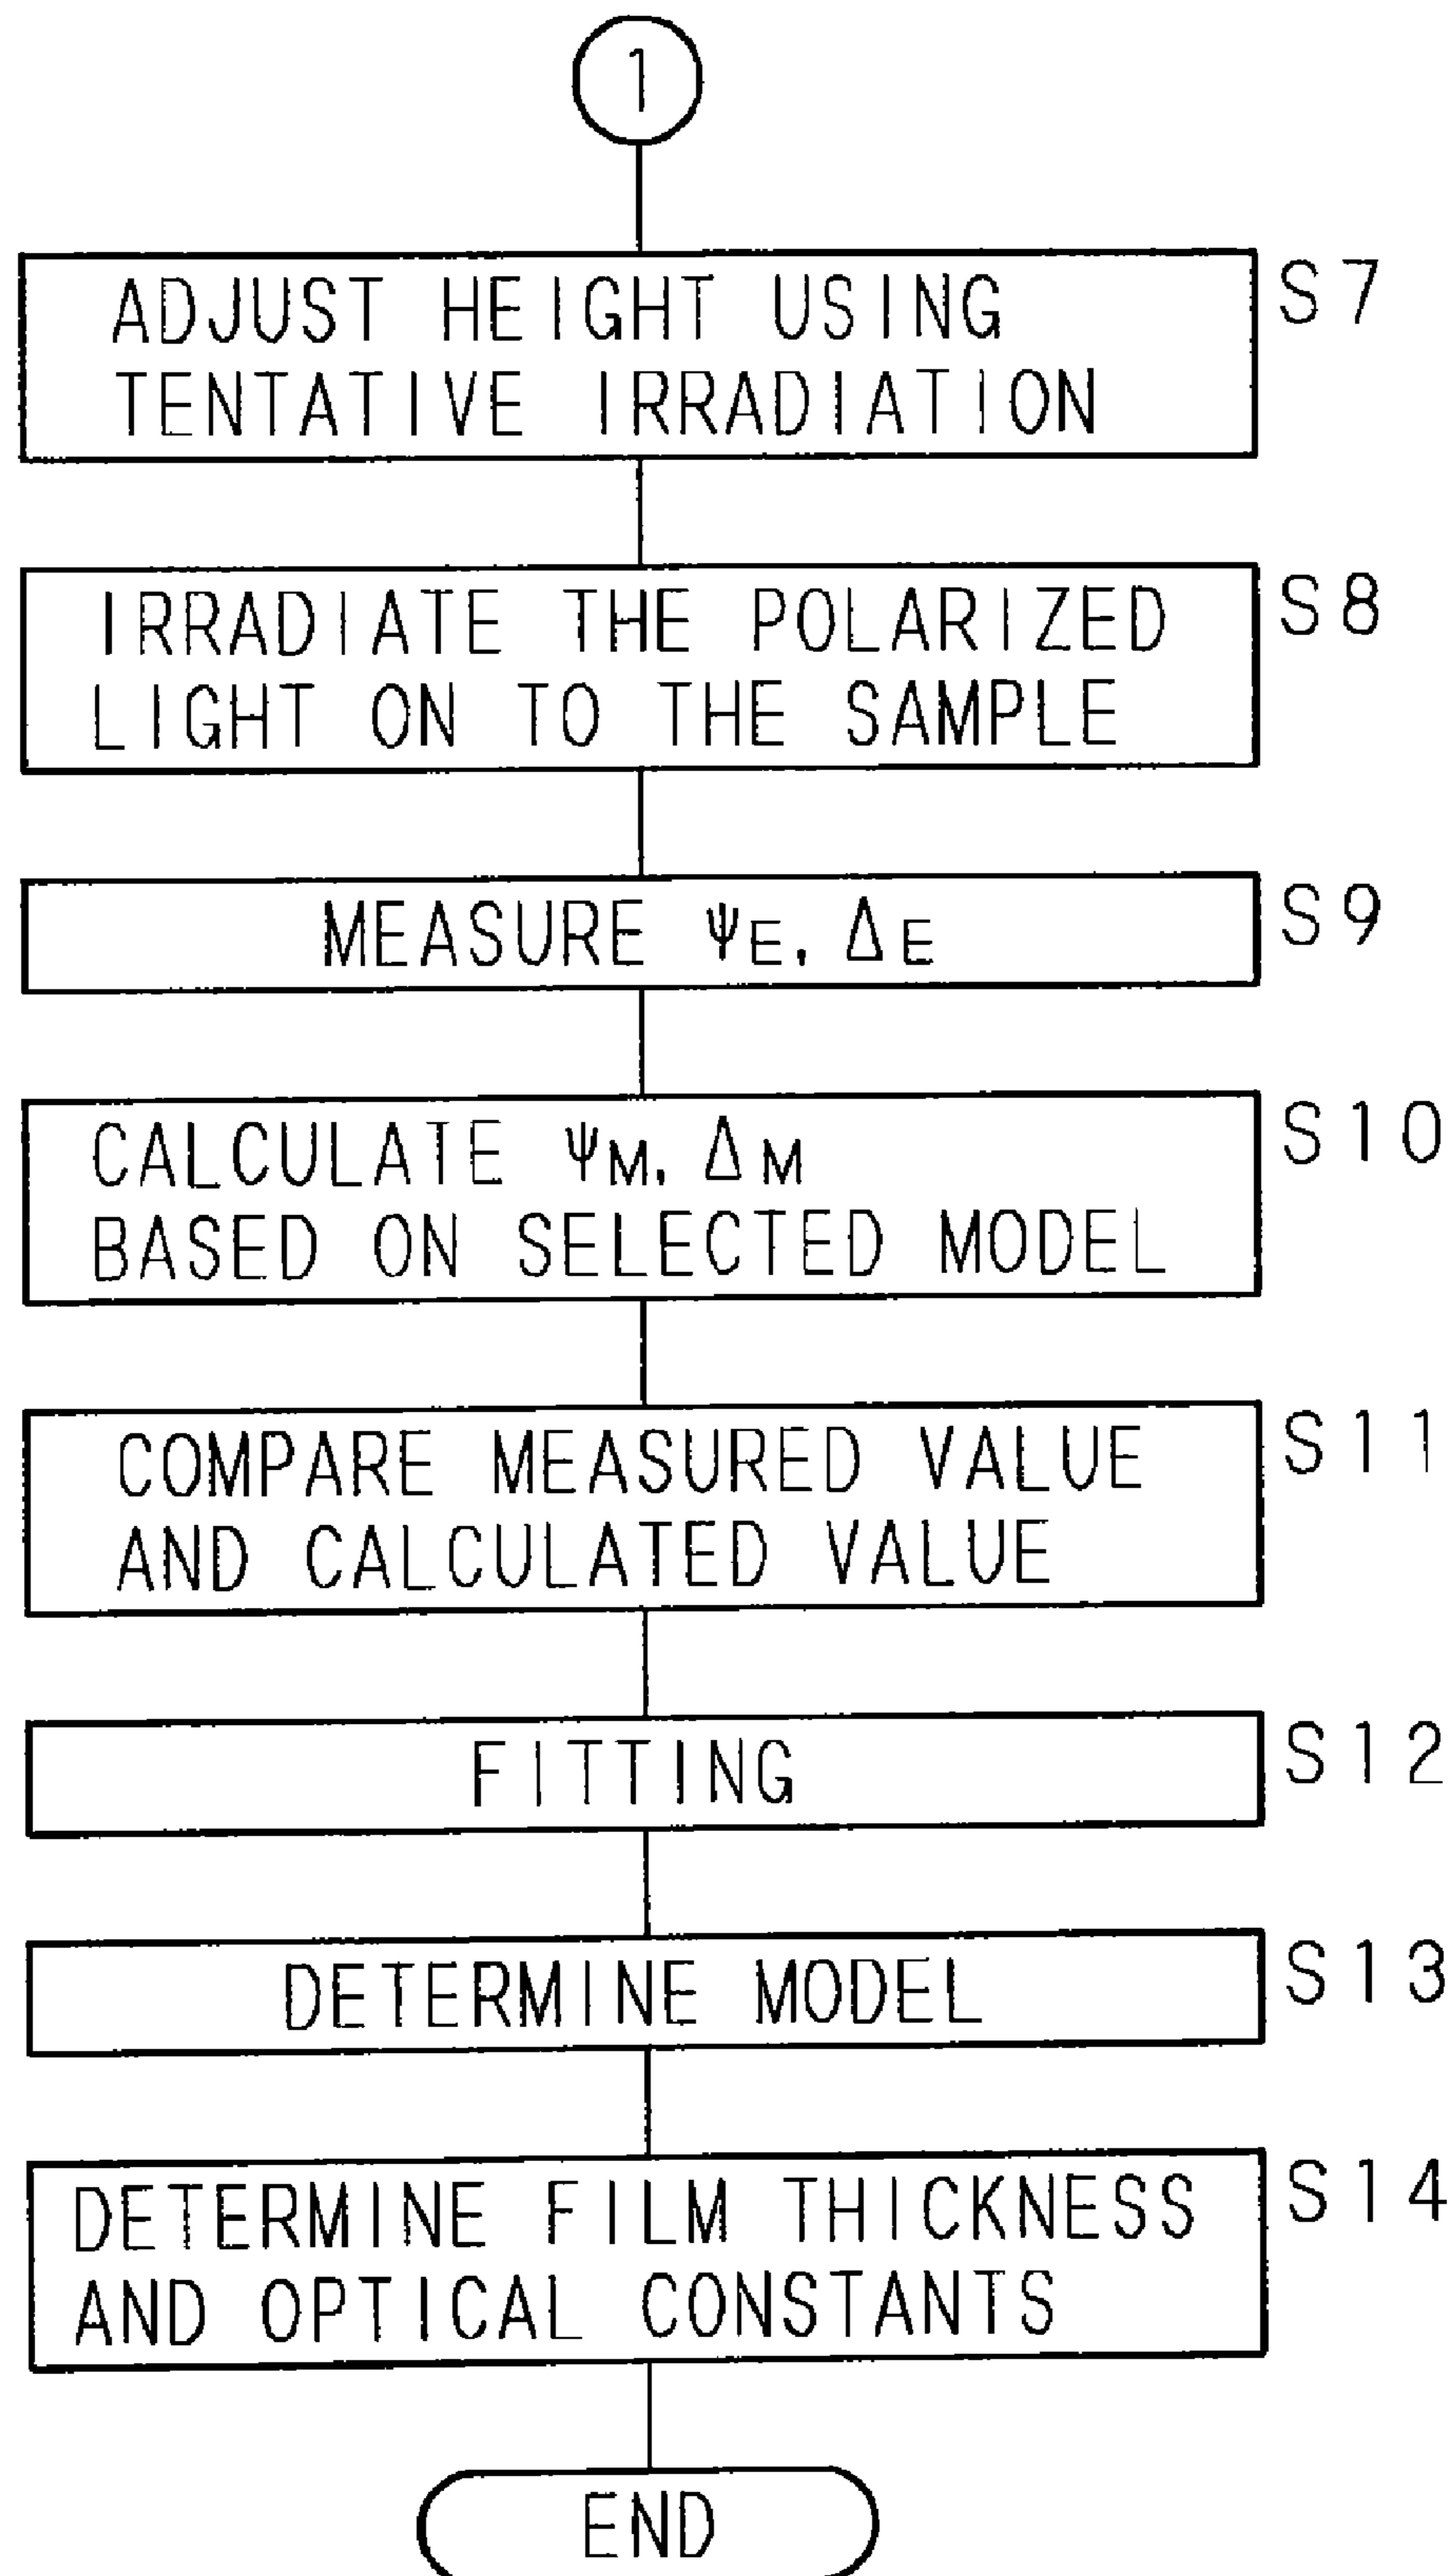 1
ADJUST HEIGHT USING
TENTATIVE IRRADIATION
S7
IRRADIATE THE POLARIZED
LIGHT ON TO THE SAMPLE
S8
MEASURE ψE, ΔE
S9
CALCULATE ψM, ΔM
BASED ON SELECTED MODEL
S10
COMPARE MEASURED VALUE
AND CALCULATED VALUE
S11
FITTING
S12
DETERMINE MODEL
S13
DETERMINE FILM THICKNESS
AND OPTICAL CONSTANTS
S14
END